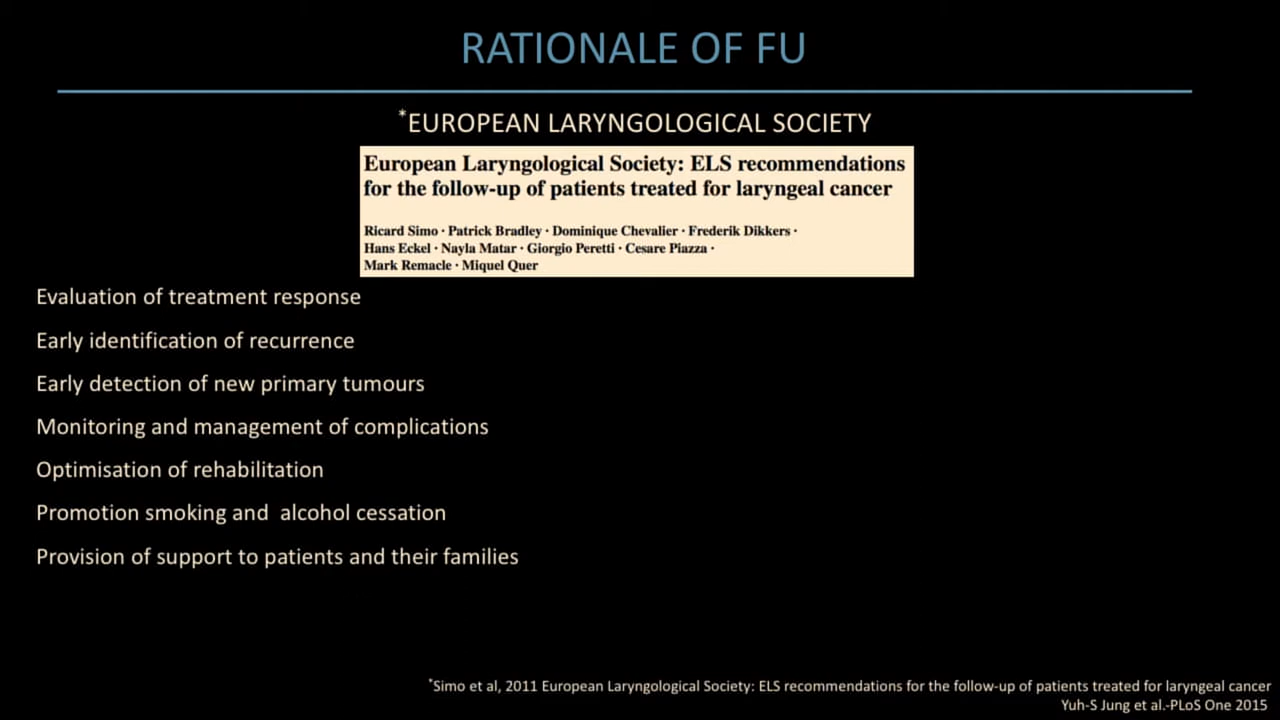 RATIONALE OF FU
*EUROPEAN LARYNGOLOGICAL SOCIETY
European Laryngological Society: ELS recommendations
for the follow-up of patients treated for laryngeal cancer
Ricard Simo · Patrick Bradley · Dominique Chevalier · Frederik Dikkers ·
Hans Eckel · Nayla Matar · Giorgio Peretti · Cesare Piazza ·
Mark Remacle · Miquel Quer
Evaluation of treatment response
Early identification of recurrence
Early detection of new primary tumours
Monitoring and management of complications
Optimisation of rehabilitation
Promotion smoking and  alcohol cessation
Provision of support to patients and their families
*Simo et al, 2011 European Laryngological Society: ELS recommendations for the follow-up of patients treated for laryngeal cancer
Yuh-S Jung et al.-PLoS One 2015